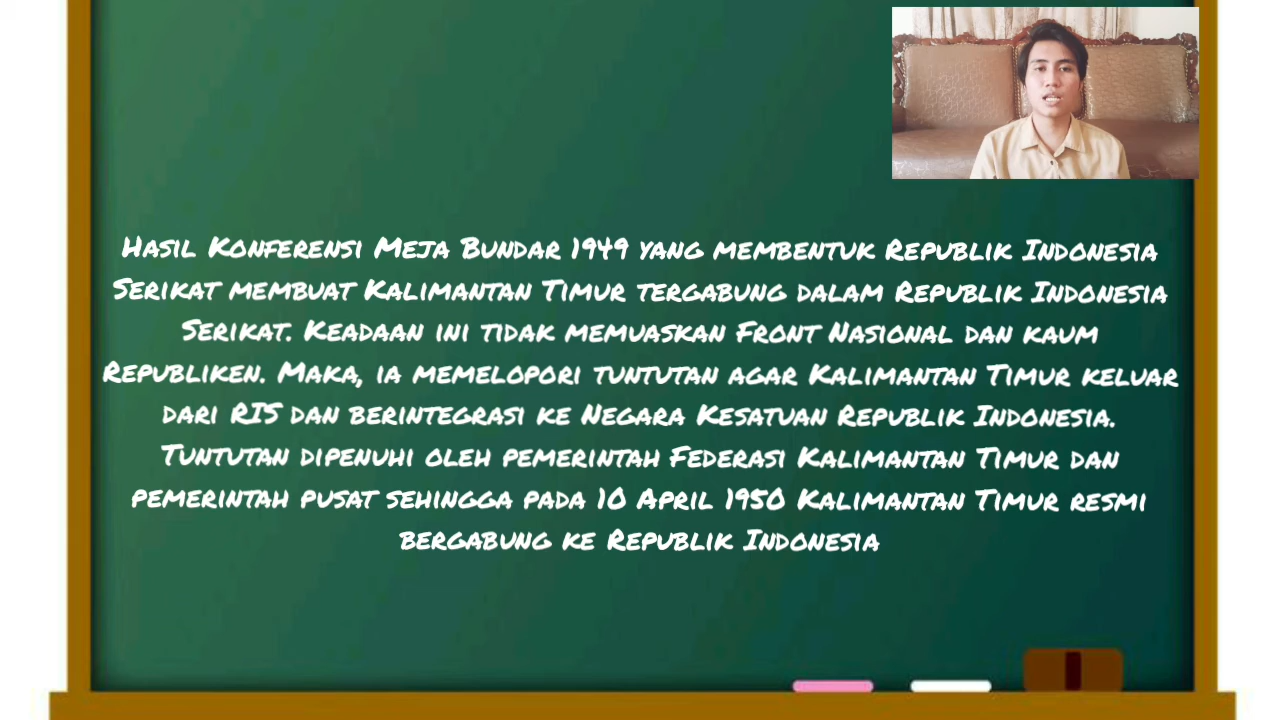 Hasil Konferensi Meja Bundar 1949 yang membentuk Republik Indonesia
Serikat membuat Kalimantan Timur tergabung dalam Republik Indonesia
Serikat. Keadaan ini tidak memuaskan Front Nasional dan kaum
Republiken. Maka, ia memelopori tuntutan agar Kalimantan Timur keluar
dari RIS dan berintegrasi ke Negara Kesatuan Republik Indonesia.
Tuntutan dipenuhi oleh pemerintah Federasi Kalimantan Timur dan
pemerintah pusat sehingga pada 10 April 1950 Kalimantan Timur resmi
bergabung ke Republik Indonesia